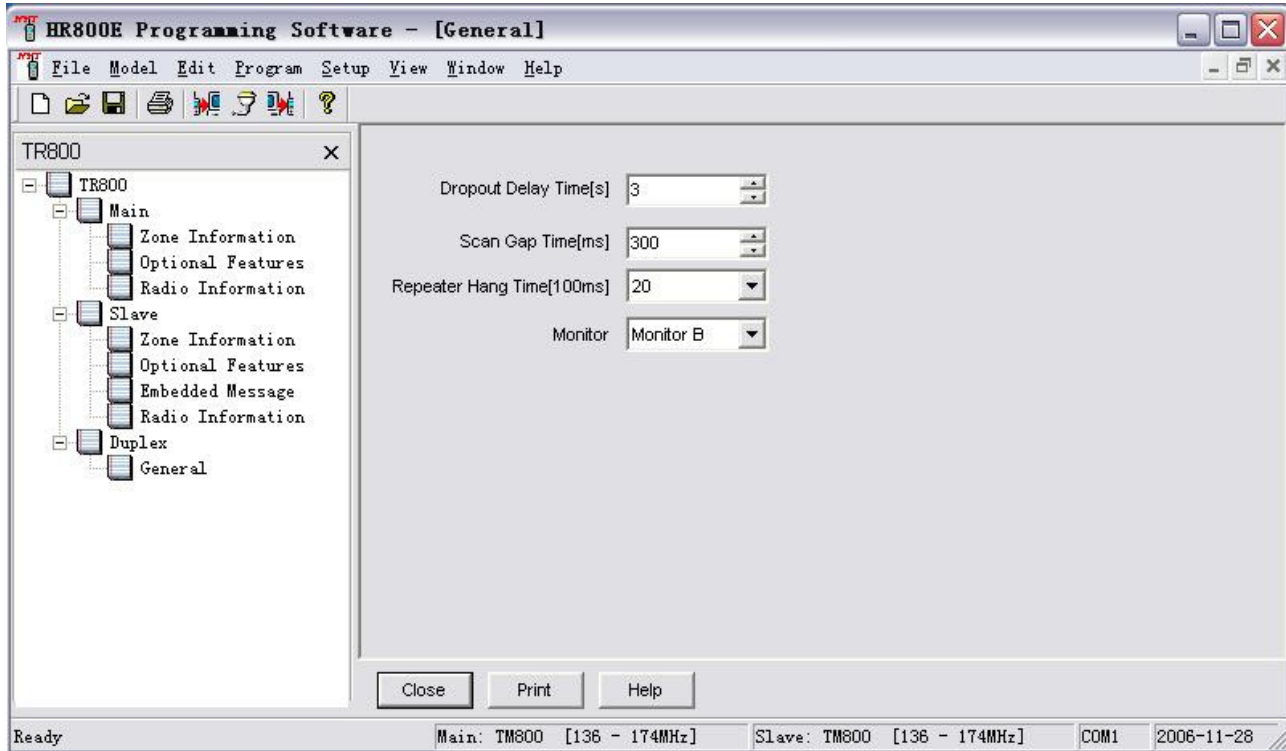 HR800E Programming Software - [General]
File Model Edit Program Setup View Window Help
TR800
TR800
Main
Zone Information
Optional Features
Radio Information
Slave
Zone Information
Optional Features
Embedded Message
Radio Information
Duplex
General
Dropout Delay Time[s] 3
Scan Gap Time[ms] 300
Repeater Hang Time[100ms] 20
Monitor Monitor B
Close Print Help
Ready Main: TM800 [136 - 174MHz] Slave: TM800 [136 - 174MHz] COM1 2006-11-28